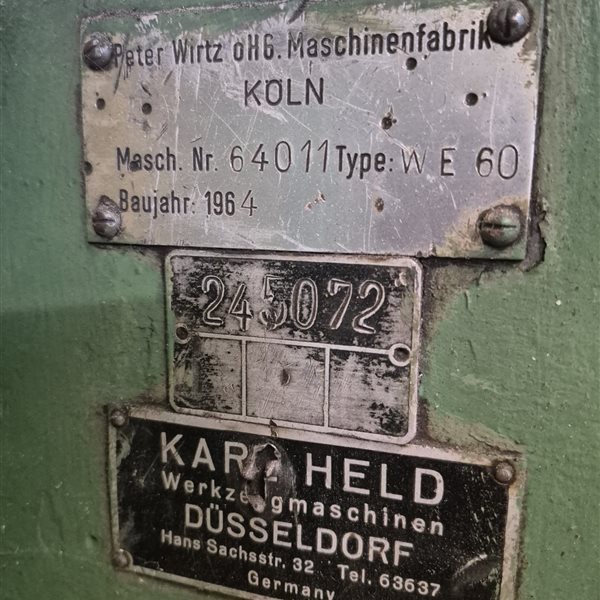 Peter Wirtz oHG. Maschinenfabrik
KÖLN
Masch. Nr. 64011 Type: W E 60
Baujahr: 1964
245072
KARL HELD
Werkzeugmaschinen
DÜSSELDORF
Hans Sachsstr. 32 Tel. 63637
Germany